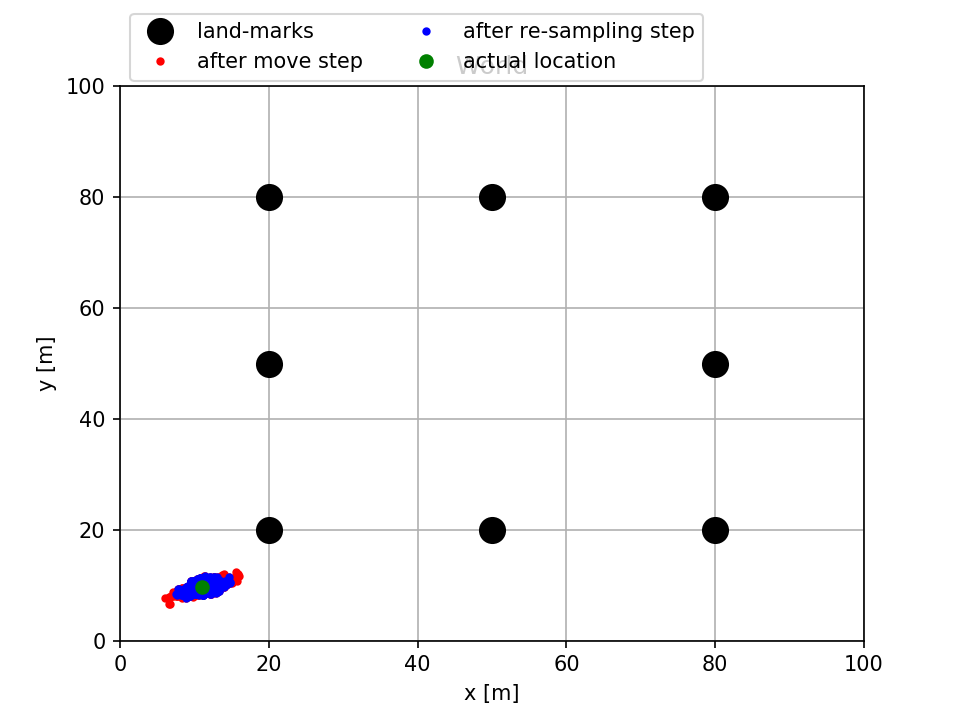 land-marks
after re-sampling step
after move step
actual location
World
100
80
60
40
20
0
y [m]
0
20
40
60
80
100
x [m]